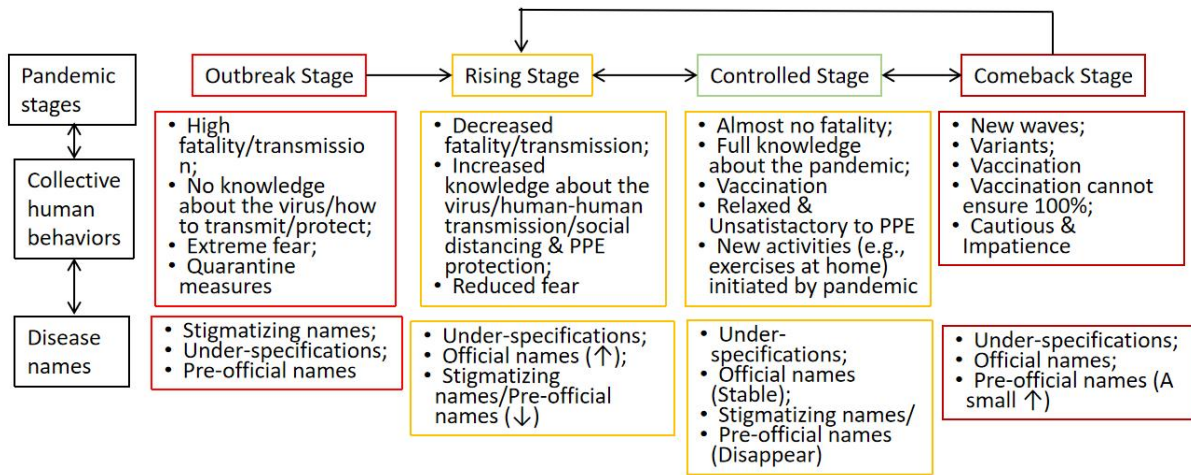 Pandemic
stages
Outbreak Stage
Rising Stage
Controlled Stage
Comeback Stage
Collective
human
behaviors
• High
fatality/transmissio
n;
• No knowledge
about the virus/how
to transmit/protect;
• Extreme fear;
• Quarantine
measures
• Decreased
fatality/transmission;
• Increased
knowledge about the
virus/human-human
transmission/social
distancing & PPE
protection;
• Reduced fear
• Almost no fatality;
• Full knowledge
about the pandemic;
• Vaccination
• Relaxed &
Unsatistactory to PPE
• New activities (e.g.,
exercises at home)
initiated by pandemic
• New waves;
• Variants;
• Vaccination
• Vaccination cannot
ensure 100%;
• Cautious &
Impatience
Disease
names
• Stigmatizing names;
• Under-specifications;
• Pre-official names
• Under-specifications;
• Official names (↑);
• Stigmatizing
names/Pre-official
names (↓)
• Under-
specifications;
• Official names
(Stable);
• Stigmatizing names/
• Pre-official names
(Disappear)
• Under-specifications;
• Official names;
• Pre-official names (A
small ↑)